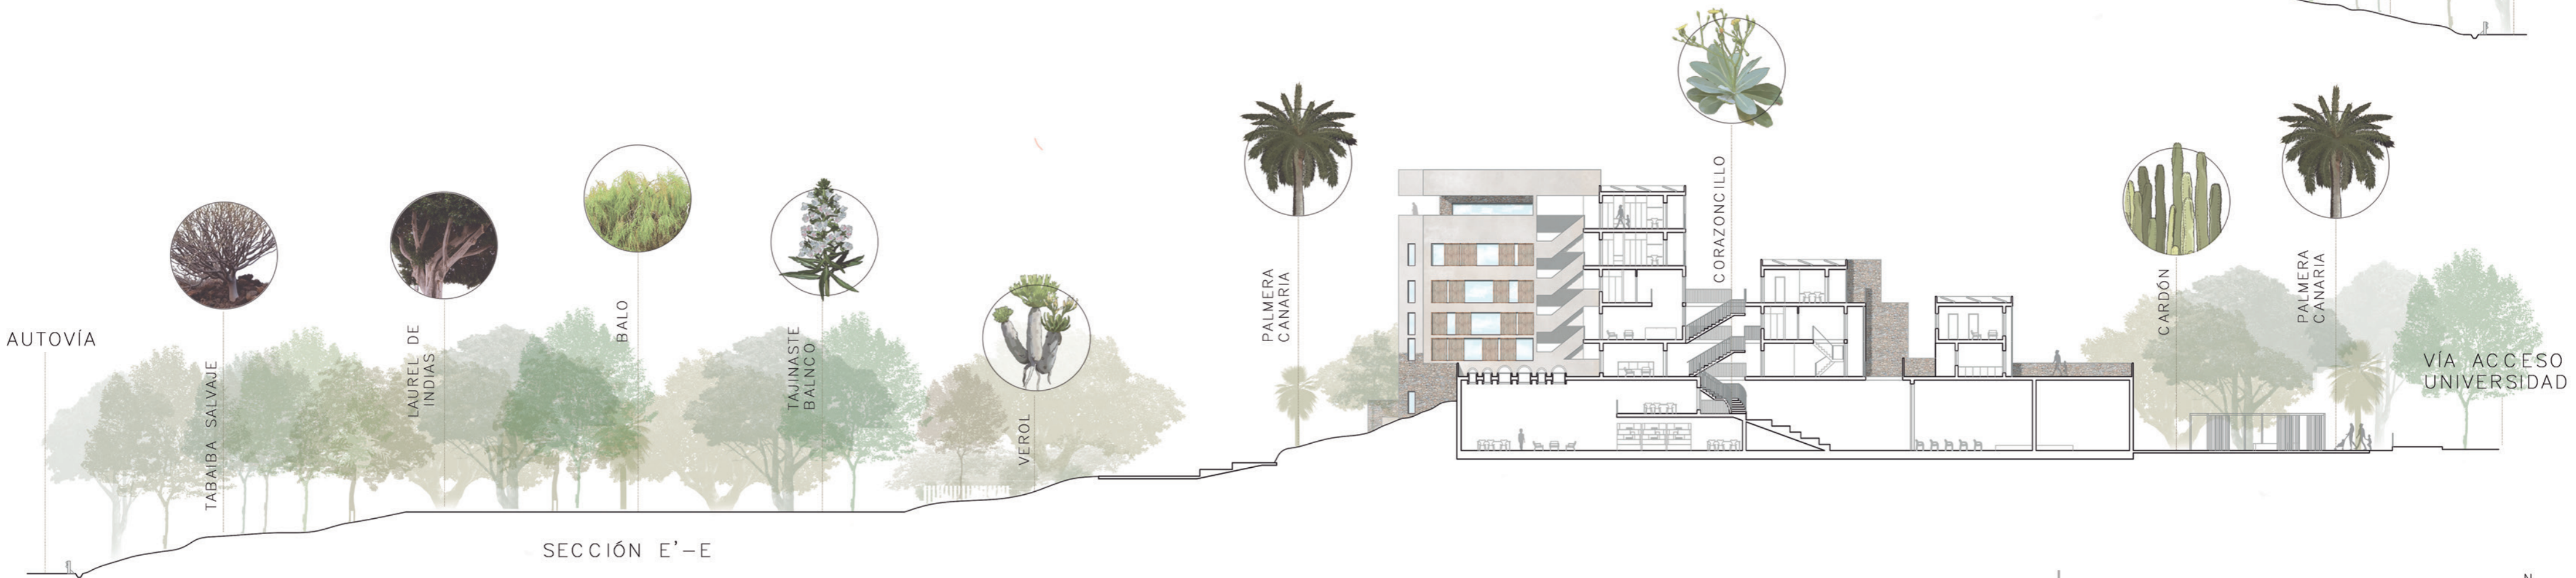 AUTOVÍA
TABAIBA SALVAJE
LAUREL DE
INDIAS
BALO
TAJINASTE
BALNCO
VEROL
PALMERA
CANARIA
CORAZONCILLO
CARDÓN
PALMERA
CANARIA
VÍA ACCESO
UNIVERSIDAD
SECCIÓN E'-E
N